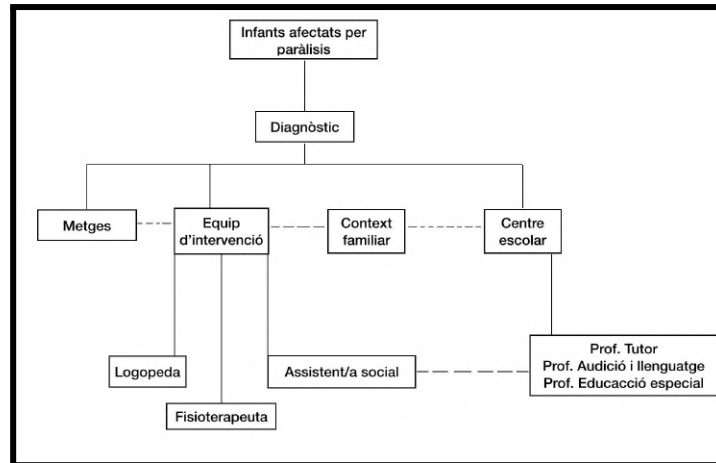 Infants afectats per
paràlisis
Diagnòstic
Metges
Equip
d'intervenció
Context
familiar
Centre
escolar
Logopeda
Fisioterapeuta
Assistent/a social
Prof. Tutor
Prof. Audició i llenguatge
Prof. Educacció especial